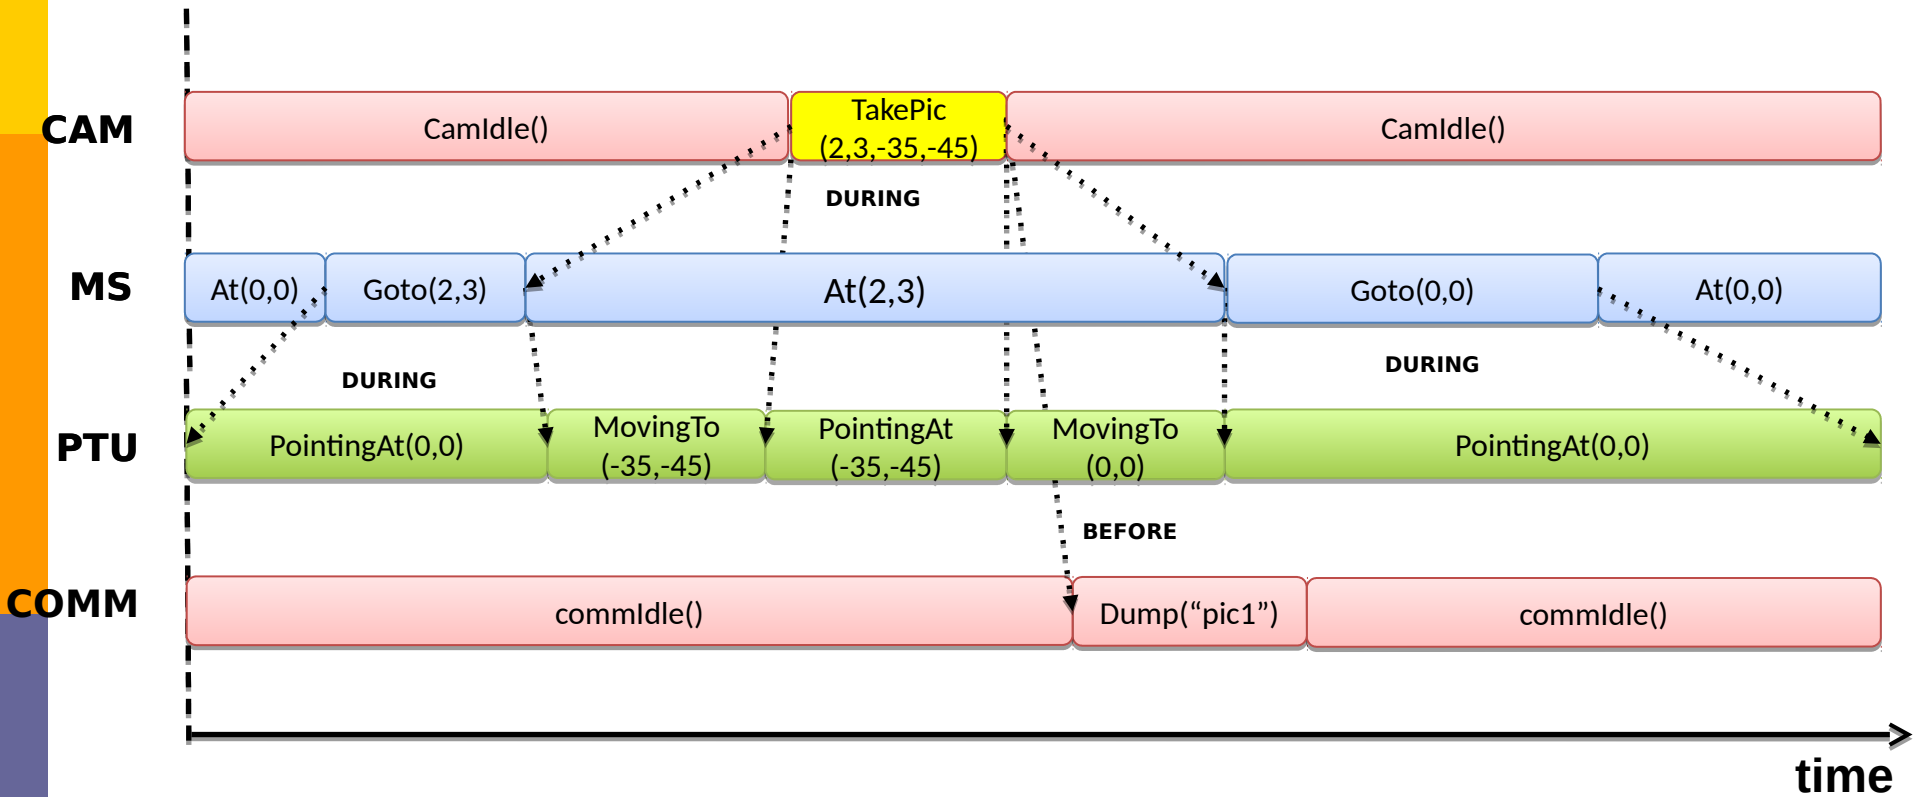 CAM
CamIdle()
TakePic
(2,3,-35,-45)
CamIdle()
DURING
MS
At(0,0)
Goto(2,3)
At(2,3)
Goto(0,0)
At(0,0)
DURING
DURING
PTU
PointingAt(0,0)
MovingTo
(-35,-45)
PointingAt
(-35,-45)
MovingTo
(0,0)
PointingAt(0,0)
BEFORE
COMM
commIdle()
Dump(“pic1”)
commIdle()
time